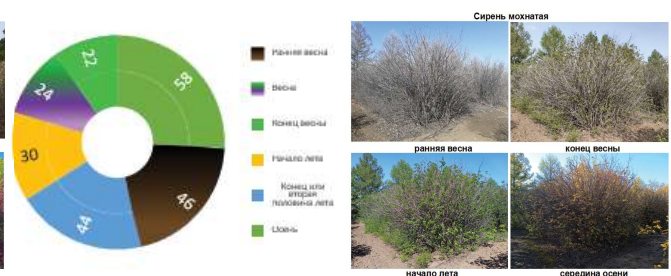 58
46
44
30
24
22
Ранняя весна
Весна
Конец весны
Начало лета
Конец или
вторая
половина лета
Осень
Сирень мохнатая
ранняя весна
конец весны
начало лета
середина осени